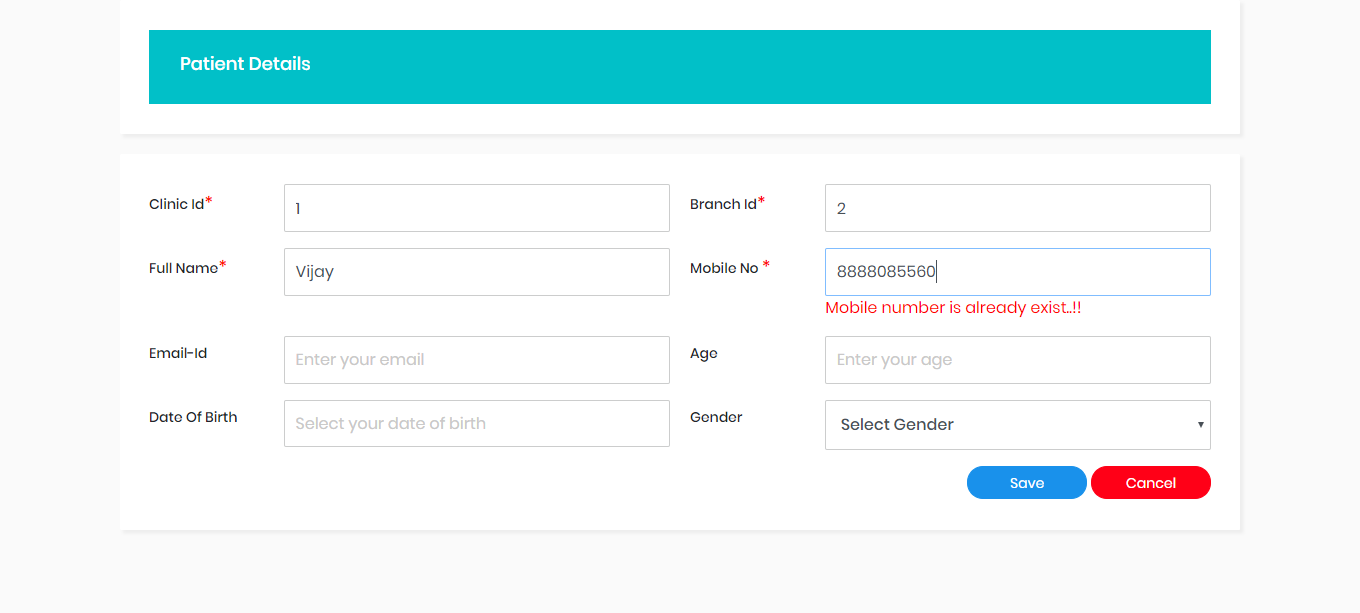 Patient Details
Clinic Id* 1 Branch Id* 2
Full Name* Vijay Mobile No * 8888085560
Mobile number is already exist..!!
Email-Id Enter your email Age Enter your age
Date Of Birth Select your date of birth Gender Select Gender
Save Cancel